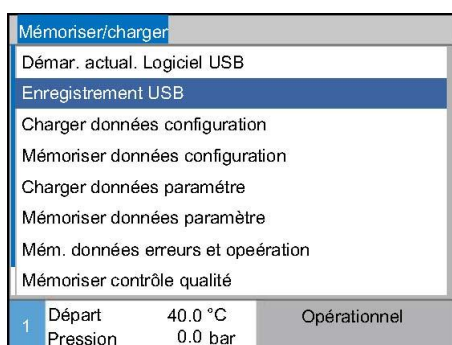 Mémoriser/charger
Démar. actual. Logiciel USB
Enregistrement USB
Charger données configuration
Mémoriser données configuration
Charger données paramétre
Mémoriser données paramètre
Mém. données erreurs et opeération
Mémoriser contrôle qualité
1 Départ 40.0 °C Opérationnel
Pression 0.0 bar